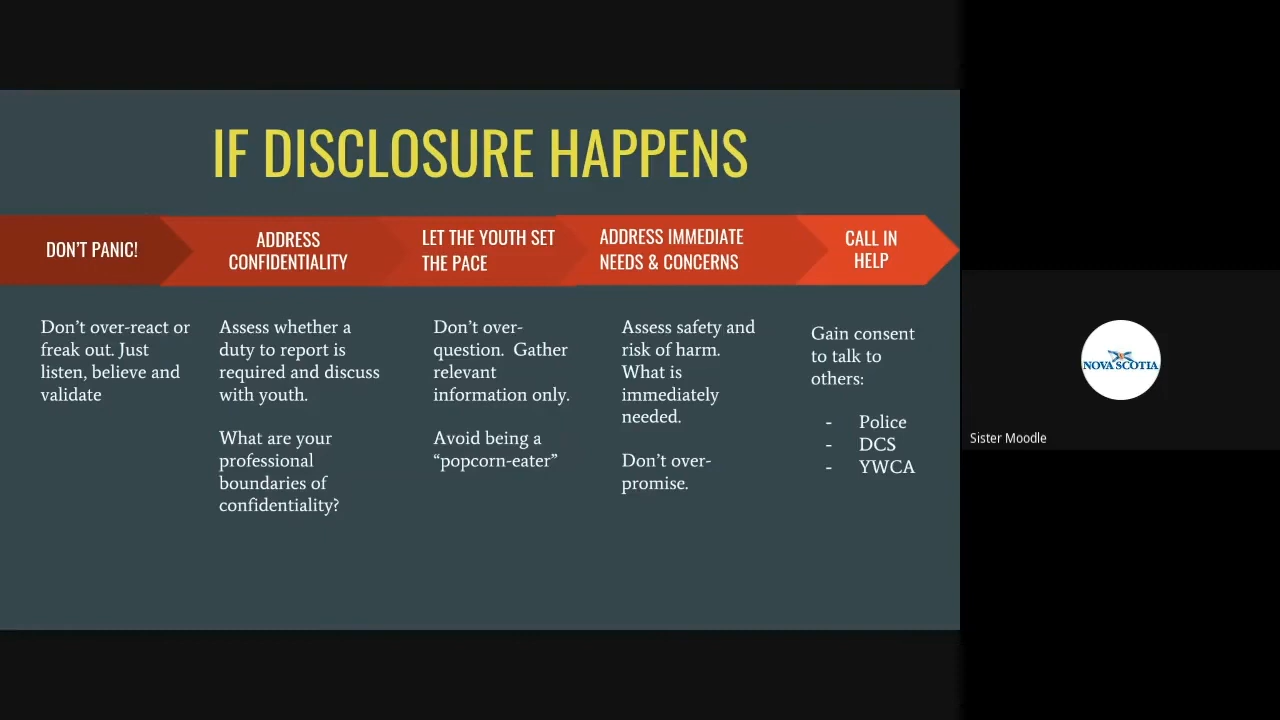 IF DISCLOSURE HAPPENS
DON'T PANIC!
ADDRESS
CONFIDENTIALITY
LET THE YOUTH SET
THE PACE
ADDRESS IMMEDIATE
NEEDS & CONCERNS
CALL IN
HELP
Don't over-react or
freak out. Just
listen, believe and
validate
Assess whether a
duty to report is
required and discuss
with youth.
What are your
professional
boundaries of
confidentiality?
Don't over-
question. Gather
relevant
information only.
Avoid being a
“popcorn-eater”
Assess safety and
risk of harm.
What is
immediately
needed.
Don't over-
promise.
Gain consent
to talk to
others:
- Police
- DCS
- YWCA
NOVA SCOTIA
Sister Moodle